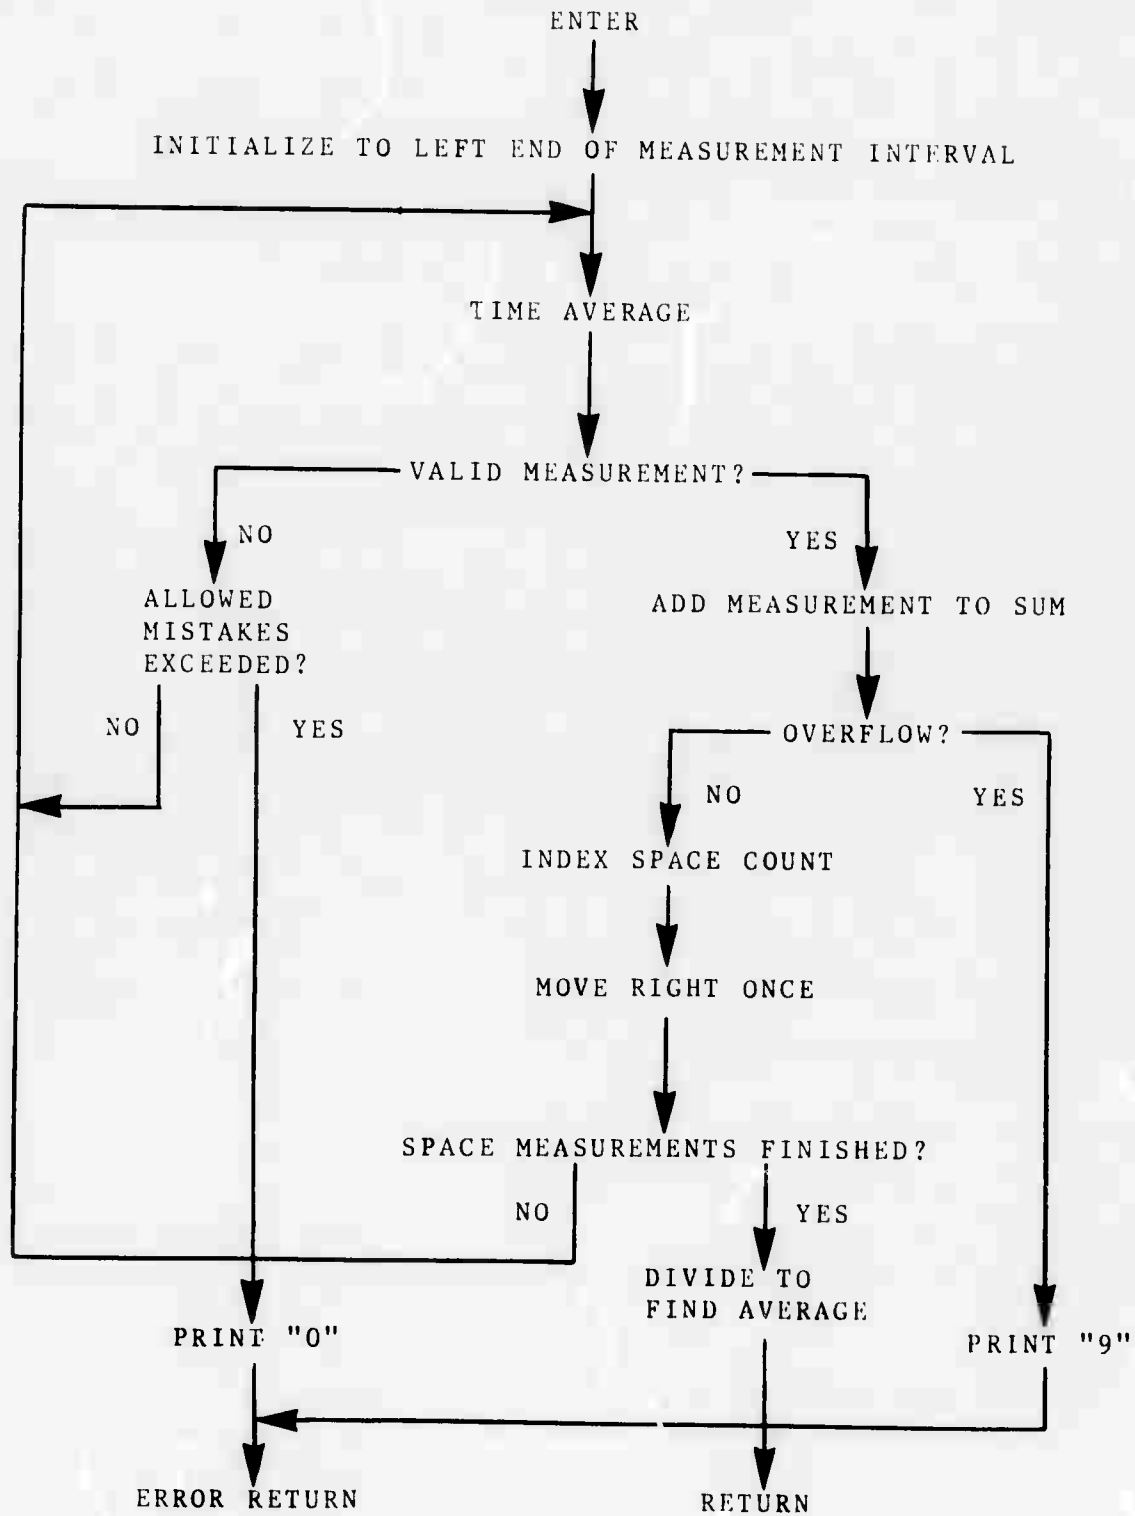 ENTER
INITIALIZE TO LEFT END OF MEASUREMENT INTERVAL
TIME AVERAGE
VALID MEASUREMENT?
NO
YES
ALLOWED
MISTAKES
EXCEEDED?
ADD MEASUREMENT TO SUM
NO
YES
OVERFLOW?
NO
YES
INDEX SPACE COUNT
MOVE RIGHT ONCE
SPACE MEASUREMENTS FINISHED?
NO
YES
DIVIDE TO
FIND AVERAGE
PRINT "0"
PRINT "9"
ERROR RETURN
RETURN